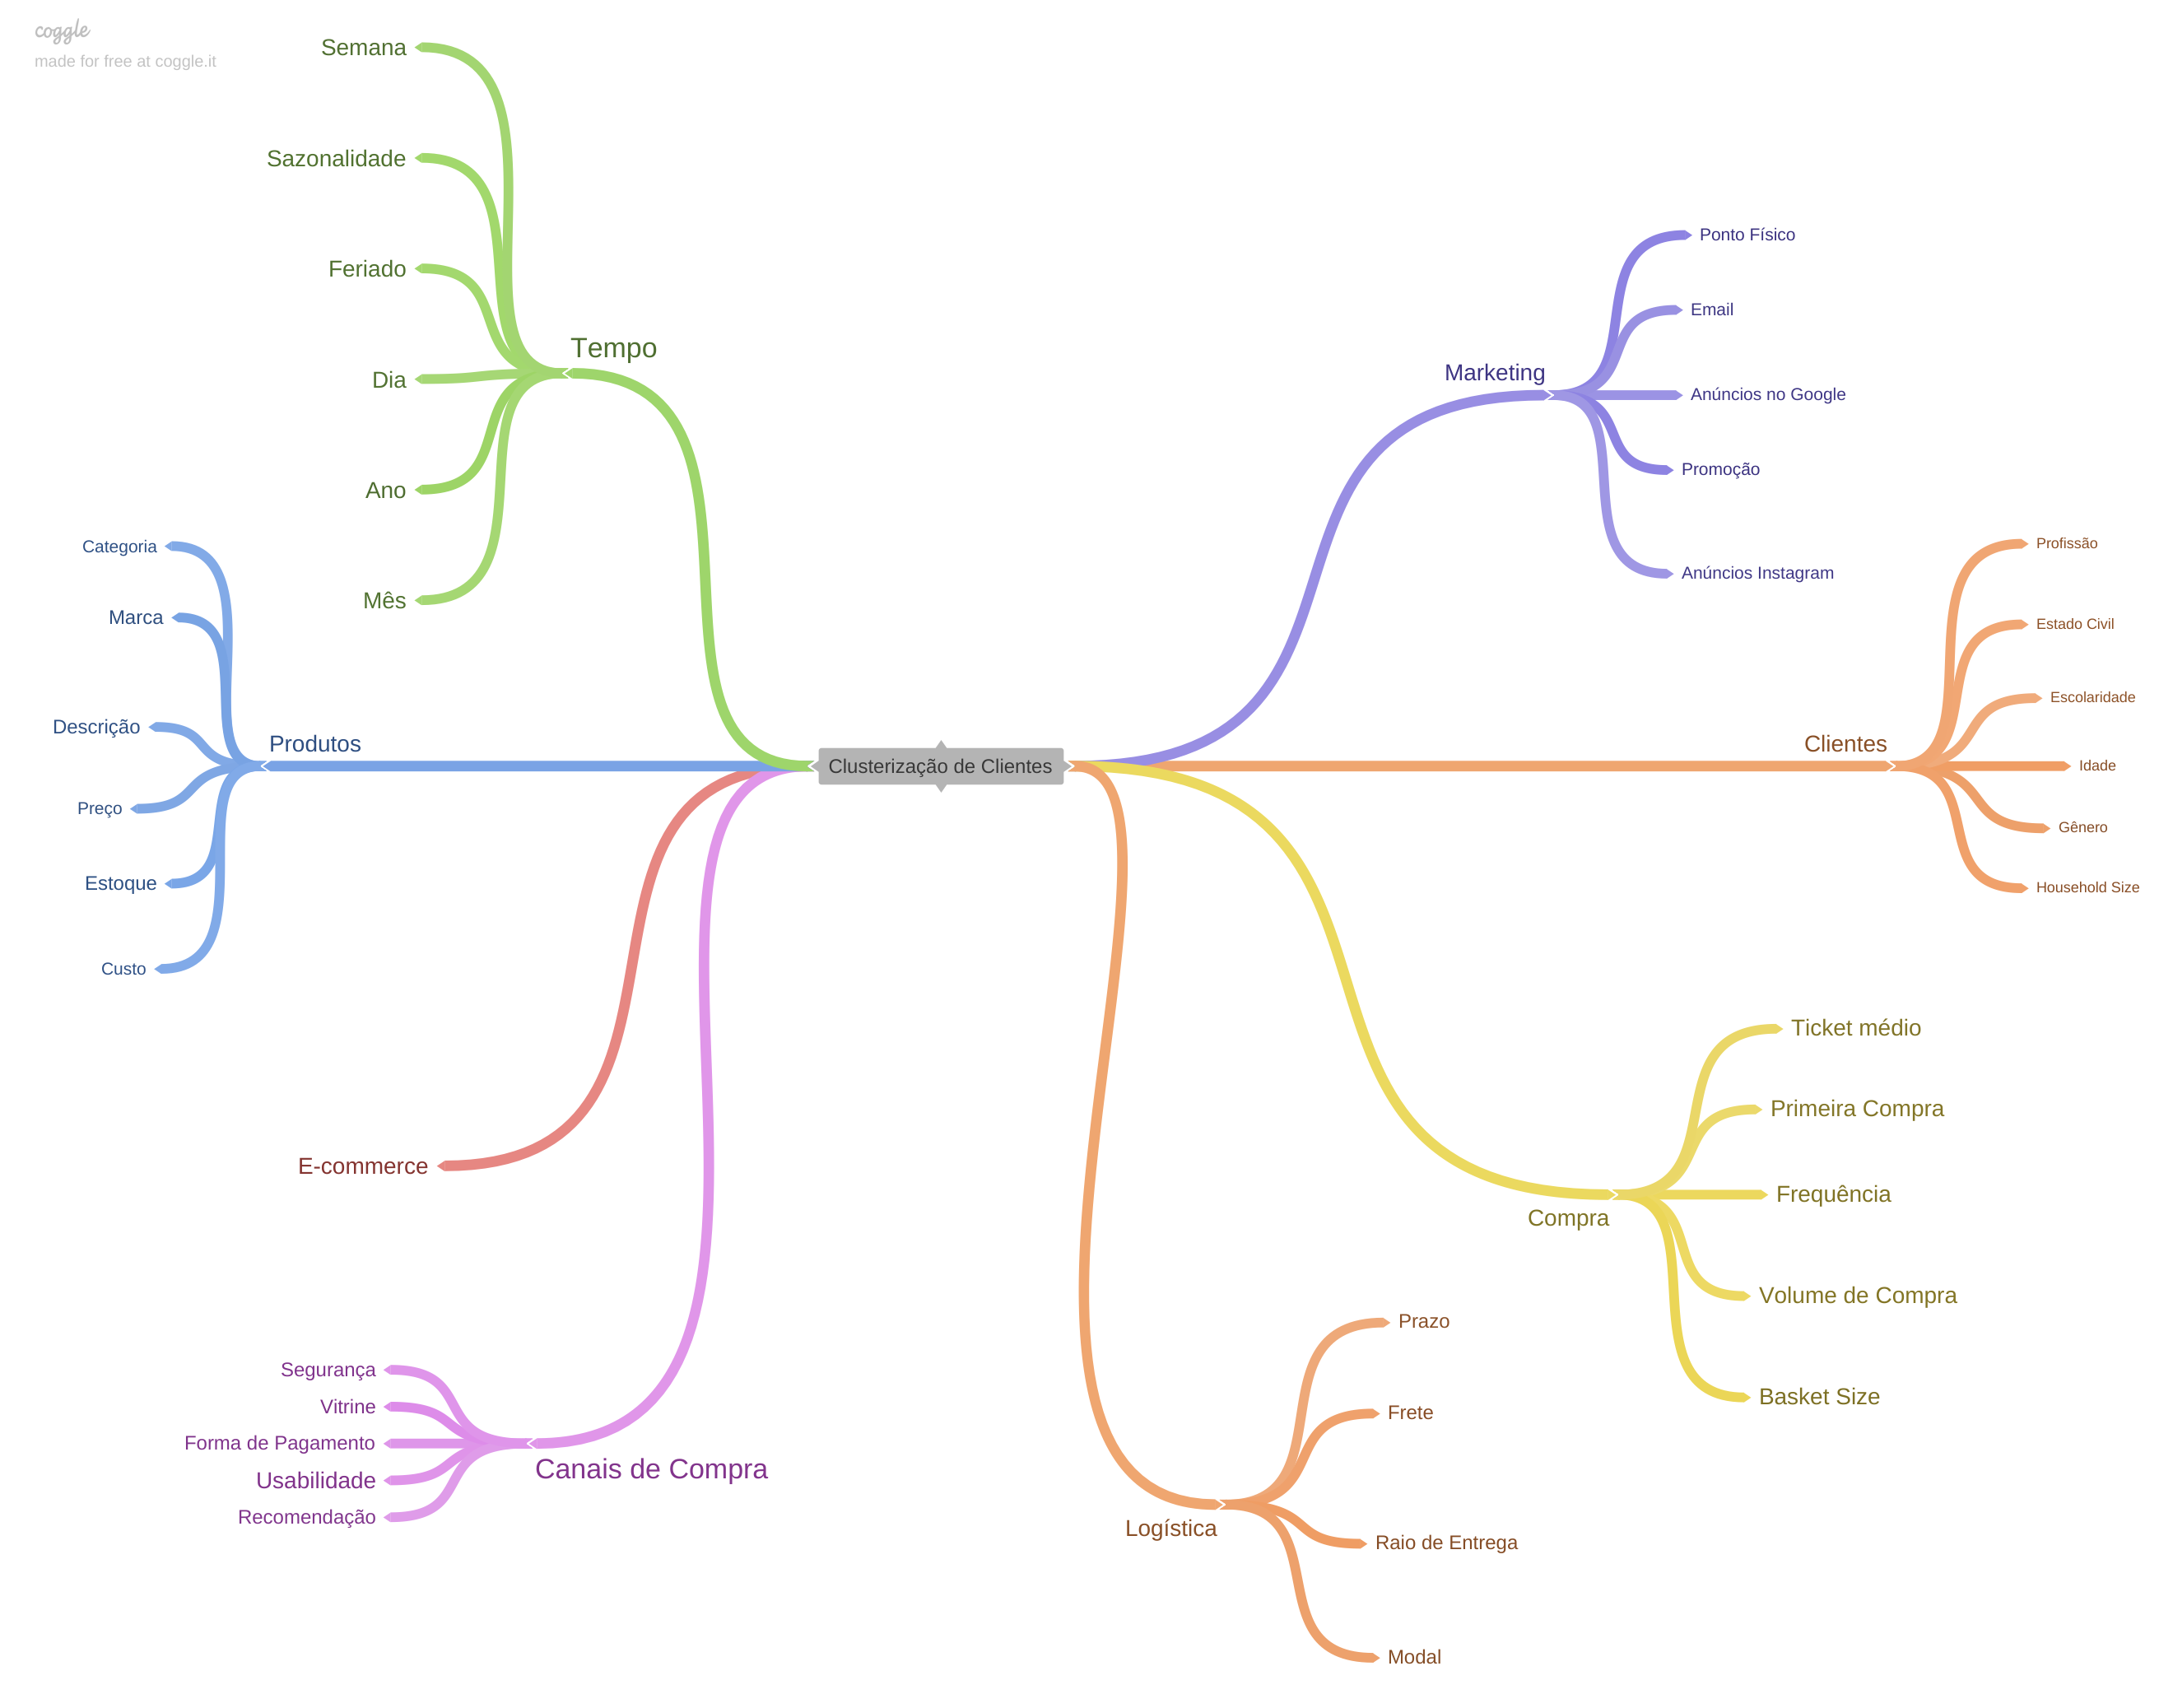 coggle
made for free at coggle.it
Semana
Sazonalidade
Feriado
Dia
Ano
Mês
Tempo
Categoria
Marca
Descrição
Preço
Estoque
Custo
Produtos
E-commerce
Segurança
Vitrine
Forma de Pagamento
Usabilidade
Recomendação
Canais de Compra
Clusterização de Clientes
Marketing
Ponto Físico
Email
Anúncios no Google
Promoção
Anúncios Instagram
Clientes
Profissão
Estado Civil
Escolaridade
Idade
Gênero
Household Size
Compra
Ticket médio
Primeira Compra
Frequência
Volume de Compra
Basket Size
Logística
Prazo
Frete
Raio de Entrega
Modal